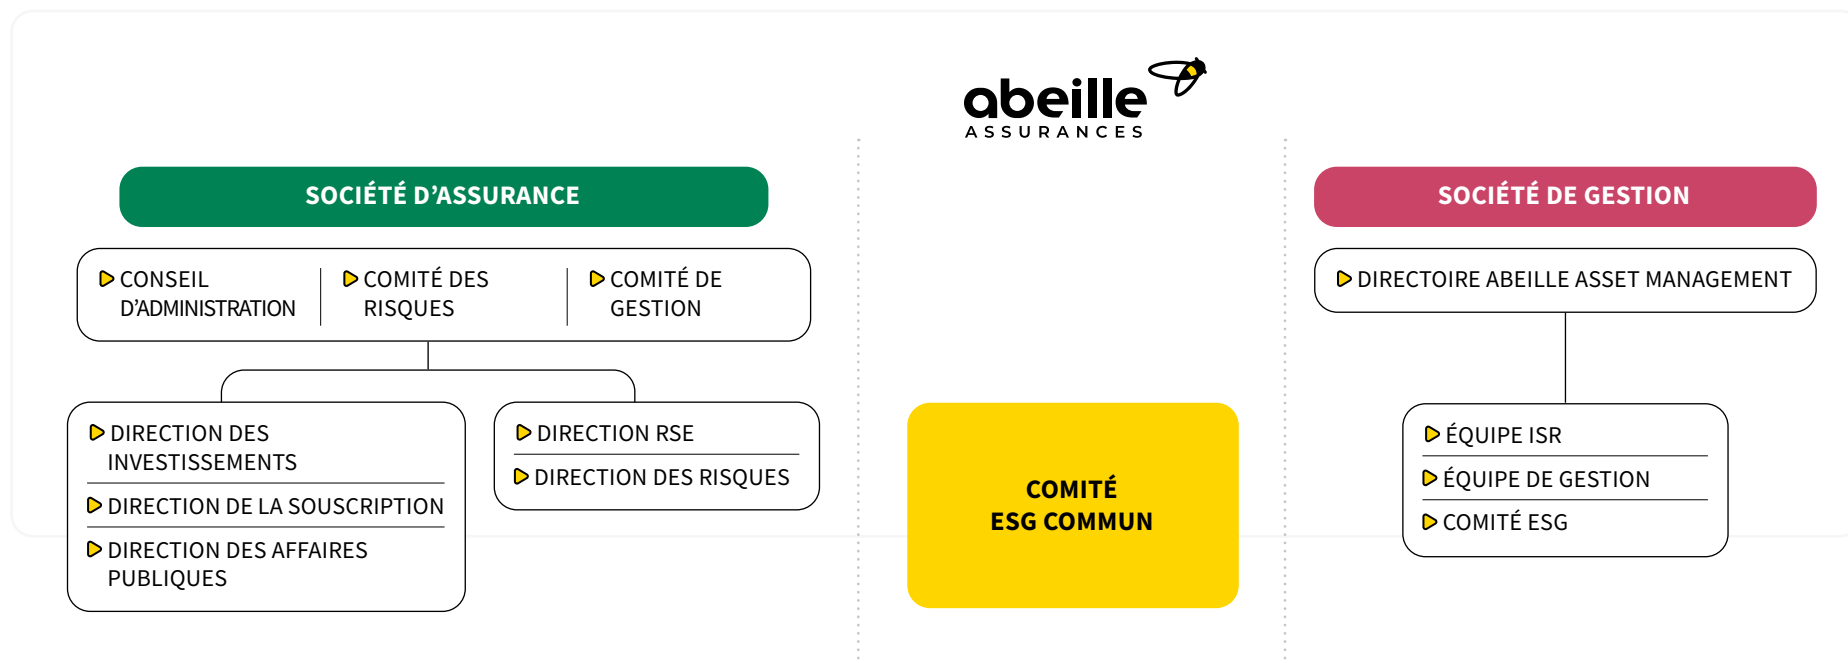 abeille
ASSURANCES
SOCIÉTÉ D’ASSURANCE
CONSEIL
D’ADMINISTRATION
COMITÉ DES
RISQUES
COMITÉ DE
GESTION
DIRECTION DES
INVESTISSEMENTS
DIRECTION DE LA SOUSCRIPTION
DIRECTION DES AFFAIRES
PUBLIQUES
DIRECTION RSE
DIRECTION DES RISQUES
COMITÉ
ESG COMMUN
SOCIÉTÉ DE GESTION
DIRECTOIRE ABEILLE ASSET MANAGEMENT
ÉQUIPE ISR
ÉQUIPE DE GESTION
COMITÉ ESG